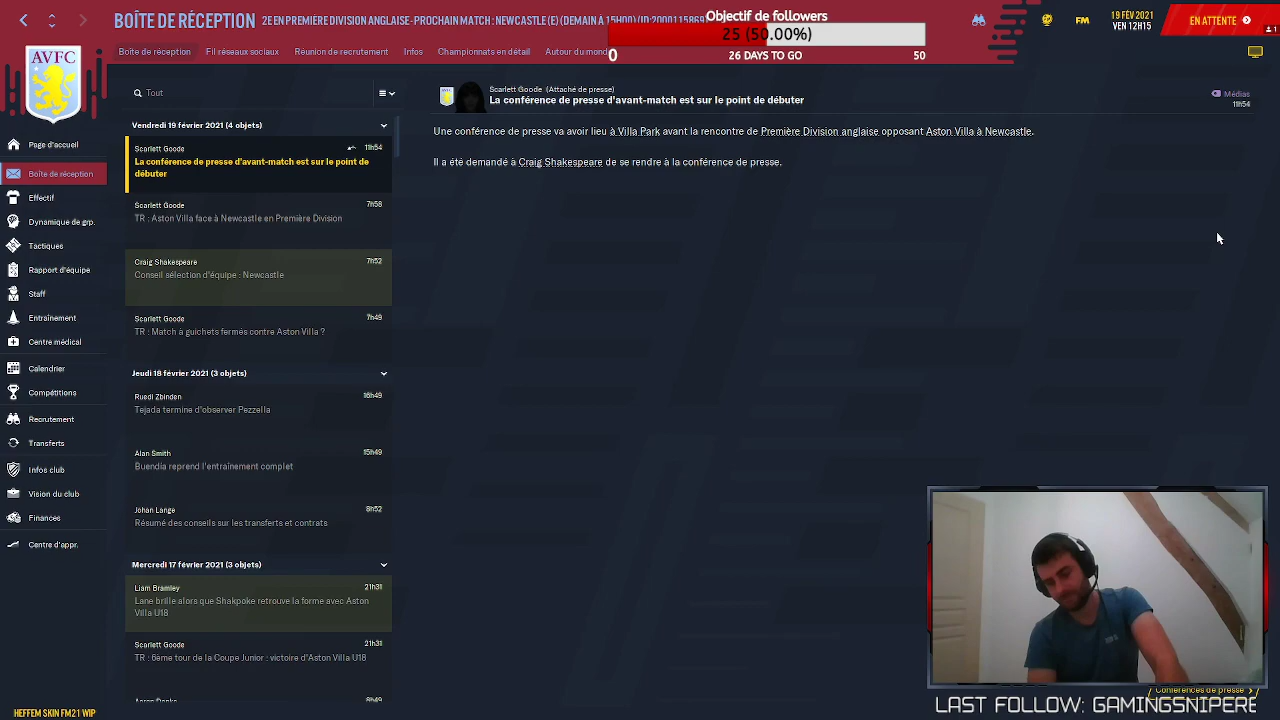 BOÎTE DE RÉCEPTION
2E EN PREMIÈRE DIVISION ANGLAISE-PROCHAIN MATCH : NEWCASTLE (E) (DEMAIN À 15H00) (ID:2000115869)
Objectif de followers
25 (50.00%)
0
26 DAYS TO GO
50
19 FÉV 2021
VEN 12H15
EN ATTENTE
1
FM
Boîte de réception
Fil réseaux sociaux
Réunion de recrutement
Infos
Championnats en détail
Autour du mond
AVFC
Page d'accueil
Boîte de réception
Effectif
Dynamique de grp.
Tactiques
Rapport d'équipe
Staff
Entraînement
Centre médical
Calendrier
Compétitions
Recrutement
Transferts
Infos club
Vision du club
Finances
Centre d'appr.
HEFFEM SKIN FM21 WIP
Tout
Vendredi 19 février 2021 (4 objets)
Scarlett Goode
11h54
La conférence de presse d'avant-match est sur le point de
débuter
Scarlett Goode
7h58
TR : Aston Villa face à Newcastle en Première Division
Craig Shakespeare
7h52
Conseil sélection d'équipe : Newcastle
Scarlett Goode
7h49
TR : Match à guichets fermés contre Aston Villa ?
Jeudi 18 février 2021 (3 objets)
Ruedi Zbinden
16h49
Tejada termine d'observer Pezzella
Alan Smith
15h49
Buendia reprend l'entraînement complet
Johan Lange
8h52
Résumé des conseils sur les transferts et contrats
Mercredi 17 février 2021 (3 objets)
Liam Bramley
21h31
Lane brille alors que Shakpoke retrouve la forme avec Aston
Villa U18
Scarlett Goode
21h31
TR : 6ème tour de la Coupe Junior : victoire d'Aston Villa U18
8h49
Scarlett Goode (Attaché de presse)
La conférence de presse d'avant-match est sur le point de débuter
Médias
11h54
Une conférence de presse va avoir lieu à Villa Park avant la rencontre de Première Division anglaise opposant Aston Villa à Newcastle.
Il a été demandé à Craig Shakespeare de se rendre à la conférence de presse.
Conférences de presse
LAST FOLLOW: GAMINGSNIPER